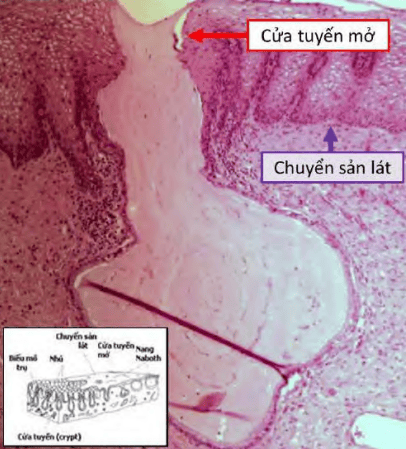 Cửa tuyến mở
Chuyển sản lát
Chuyển sản
lát
Cửa tuyến
mở
Nang
Naboth
Biểu mô
trụ
Nhú
Cửa tuyến (crypt)